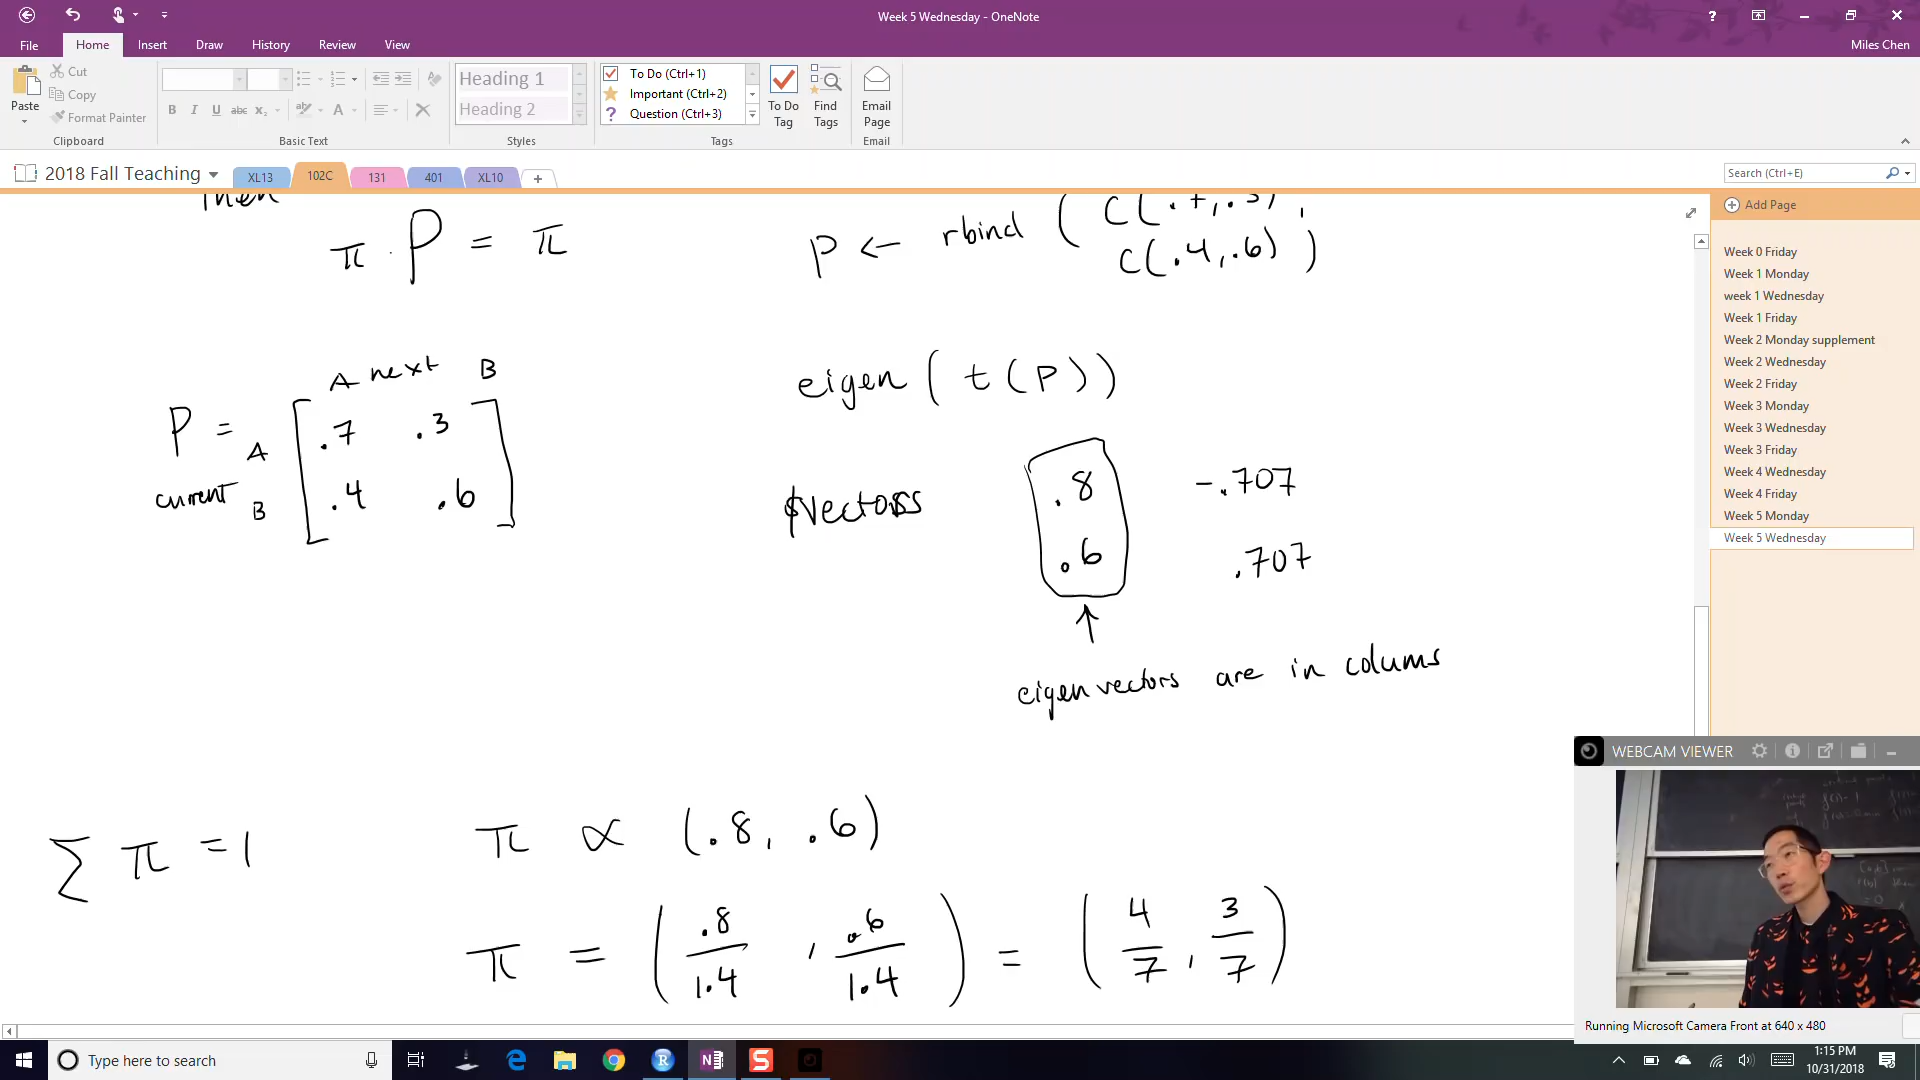 Week 5 Wednesday - OneNote
?
File
Home
Insert
Draw
History
Review
View
Miles Chen
Paste
Cut
Copy
Format Painter
Clipboard
B I U abc x₂ A
Basic Text
Heading 1
Heading 2
Styles
To Do (Ctrl+1)
Important (Ctrl+2)
Question (Ctrl+3)
To Do Tag
Find Tags
Tags
Email Page
Email
2018 Fall Teaching
XL13
102C
131
401
XL10
Search (Ctrl+E)
Add Page
Week 0 Friday
Week 1 Monday
week 1 Wednesday
Week 1 Friday
Week 2 Monday supplement
Week 2 Wednesday
Week 2 Friday
Week 3 Monday
Week 3 Wednesday
Week 3 Friday
Week 4 Wednesday
Week 4 Friday
Week 5 Monday
Week 5 Wednesday
Then
π · P = π
P ← rbind ( c(.7, .3) ,
c(.4, .6) )
A next B
P = A [ .7 .3
current B .4 .6 ]
eigen ( t (P) )
$vectors
.8 -.707
.6 .707
↑
eigenvectors are in colums
∑ π = 1
π ∝ (.8, .6)
π = ( .8/1.4 , .6/1.4 ) = ( 4/7 , 3/7 )
WEBCAM VIEWER
Running Microsoft Camera Front at 640 x 480
Type here to search
1:15 PM
10/31/2018